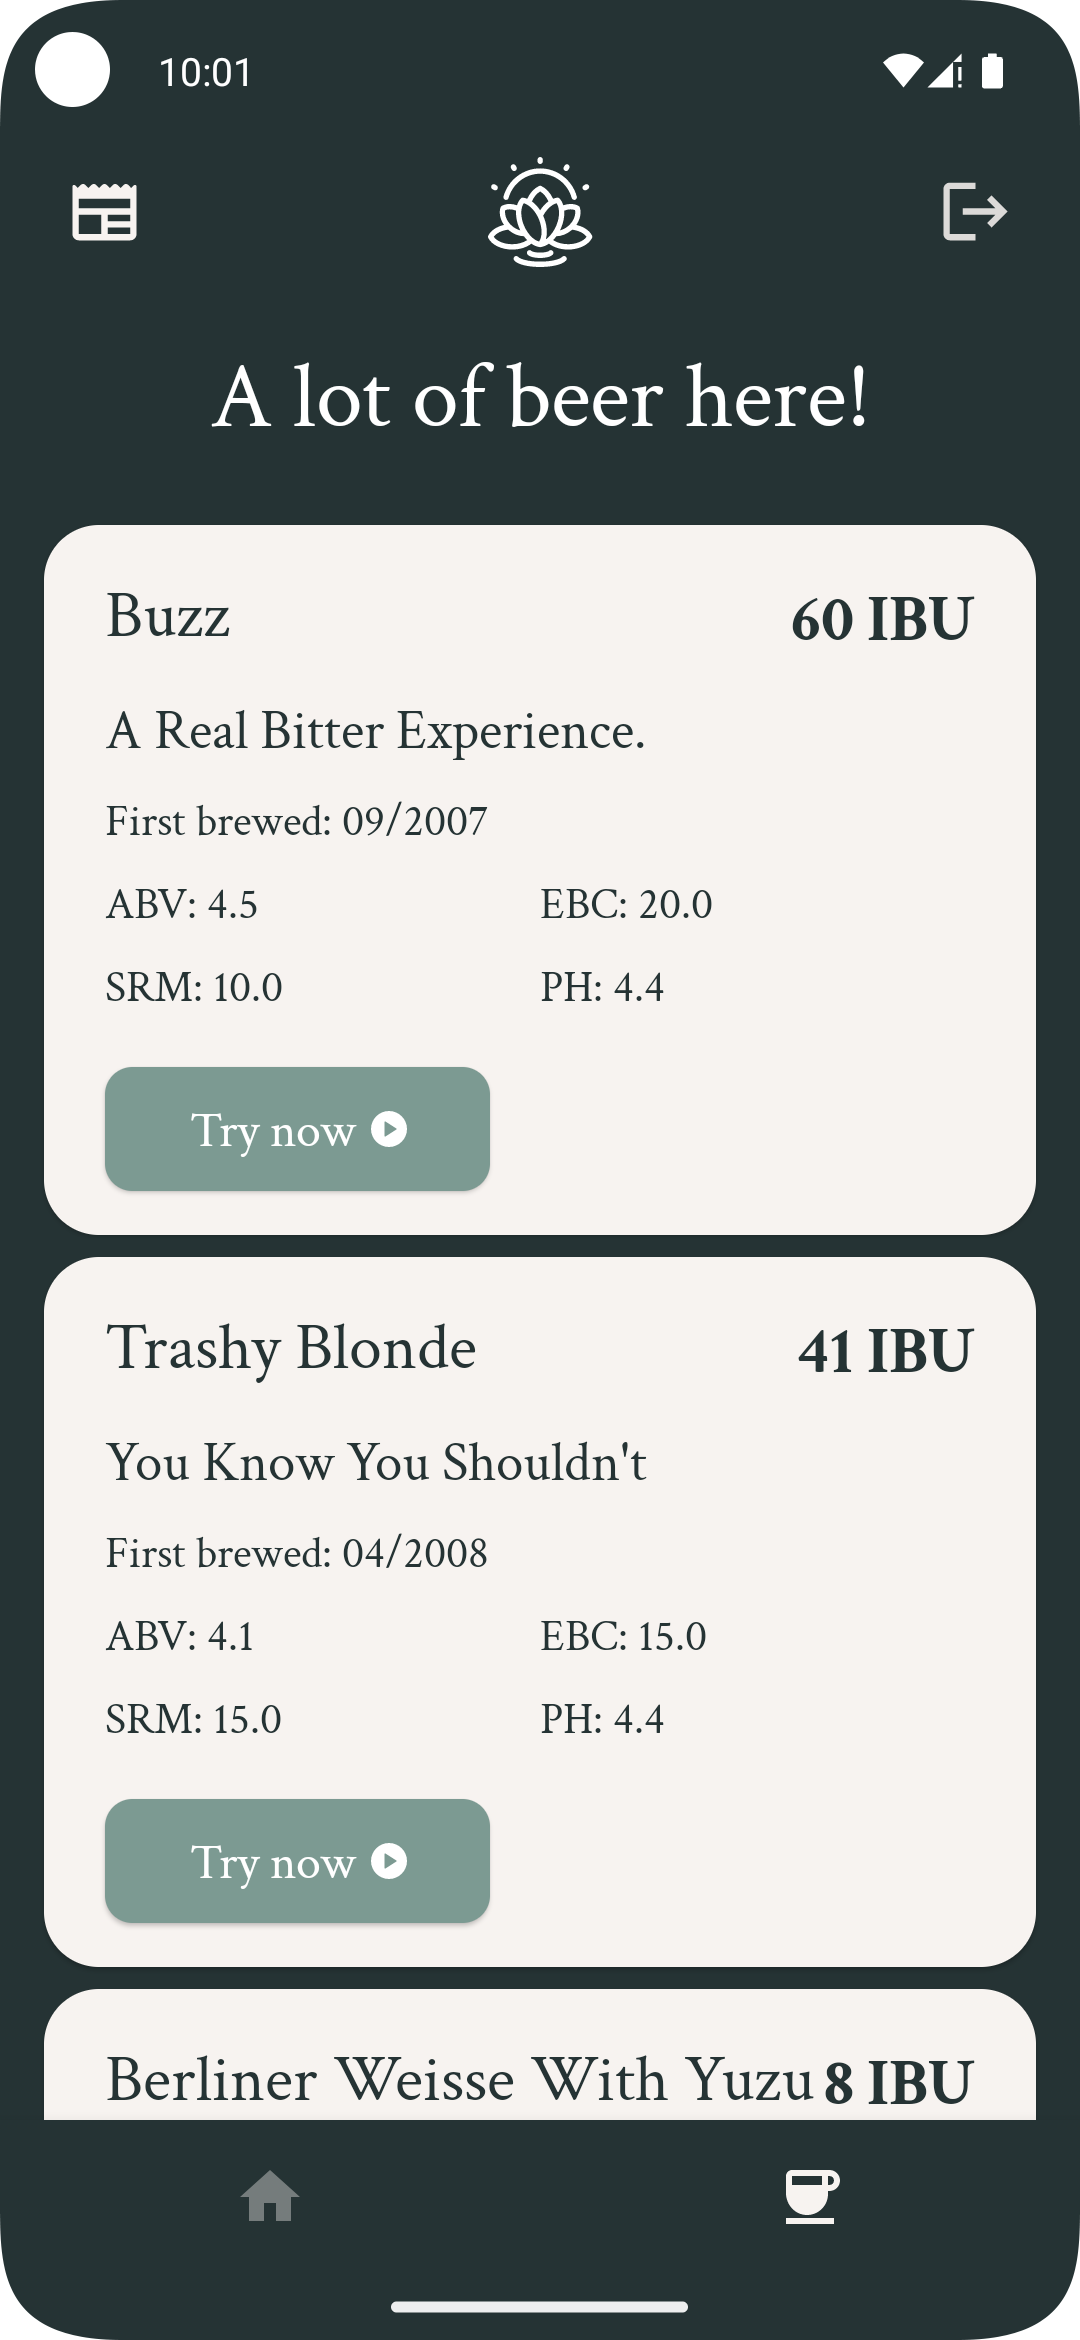 10:01
A lot of beer here!
Buzz 60 IBU
A Real Bitter Experience.
First brewed: 09/2007
ABV: 4.5 EBC: 20.0
SRM: 10.0 PH: 4.4
Try now
Trashy Blonde 41 IBU
You Know You Shouldn't
First brewed: 04/2008
ABV: 4.1 EBC: 15.0
SRM: 15.0 PH: 4.4
Try now
Berliner Weisse With Yuzu 8 IBU